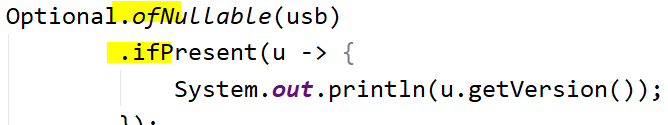 Optional.ofNullable(usb)
.ifPresent(u -> {
System.out.println(u.getVersion());
});